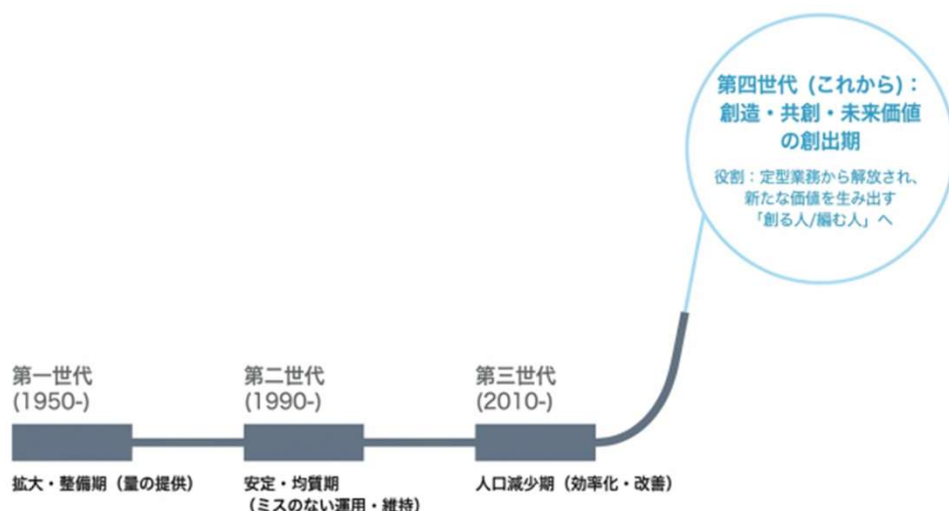 第四世代 (これから)：
創造・共創・未来価値
の創出期
役割：定型業務から解放され、
新たな価値を生み出す
「創る人/編む人」へ
第一世代
(1950-)
第二世代
(1990-)
第三世代
(2010-)
拡大・整備期（量の提供）
安定・均質期
（ミスのない運用・維持）
人口減少期（効率化・改善）